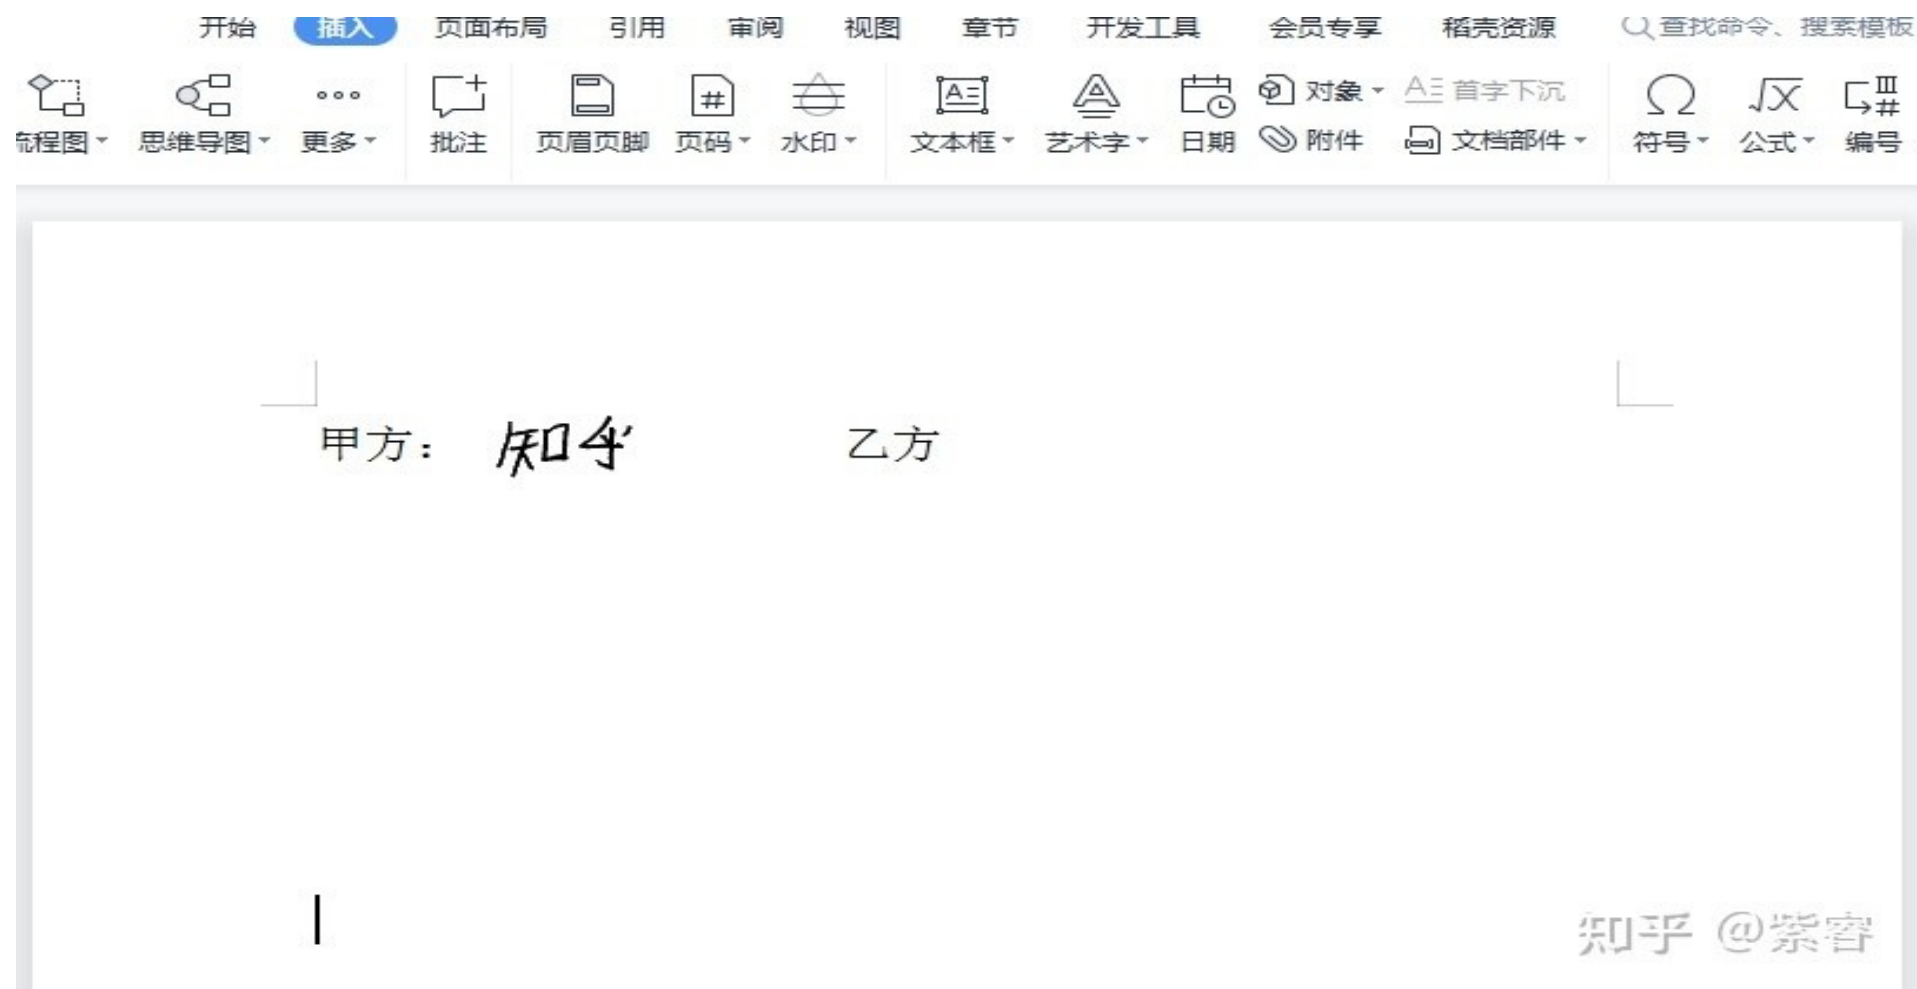 开始 插入 页面布局 引用 审阅 视图 章节 开发工具 会员专享 稻壳资源 查找命令、搜索模板
对象 首字下沉
流程图 思维导图 更多 批注 页眉页脚 页码 水印 文本框 艺术字 日期 附件 文档部件 符号 公式 编号
甲方： 知乎 乙方
知乎 @紫睿